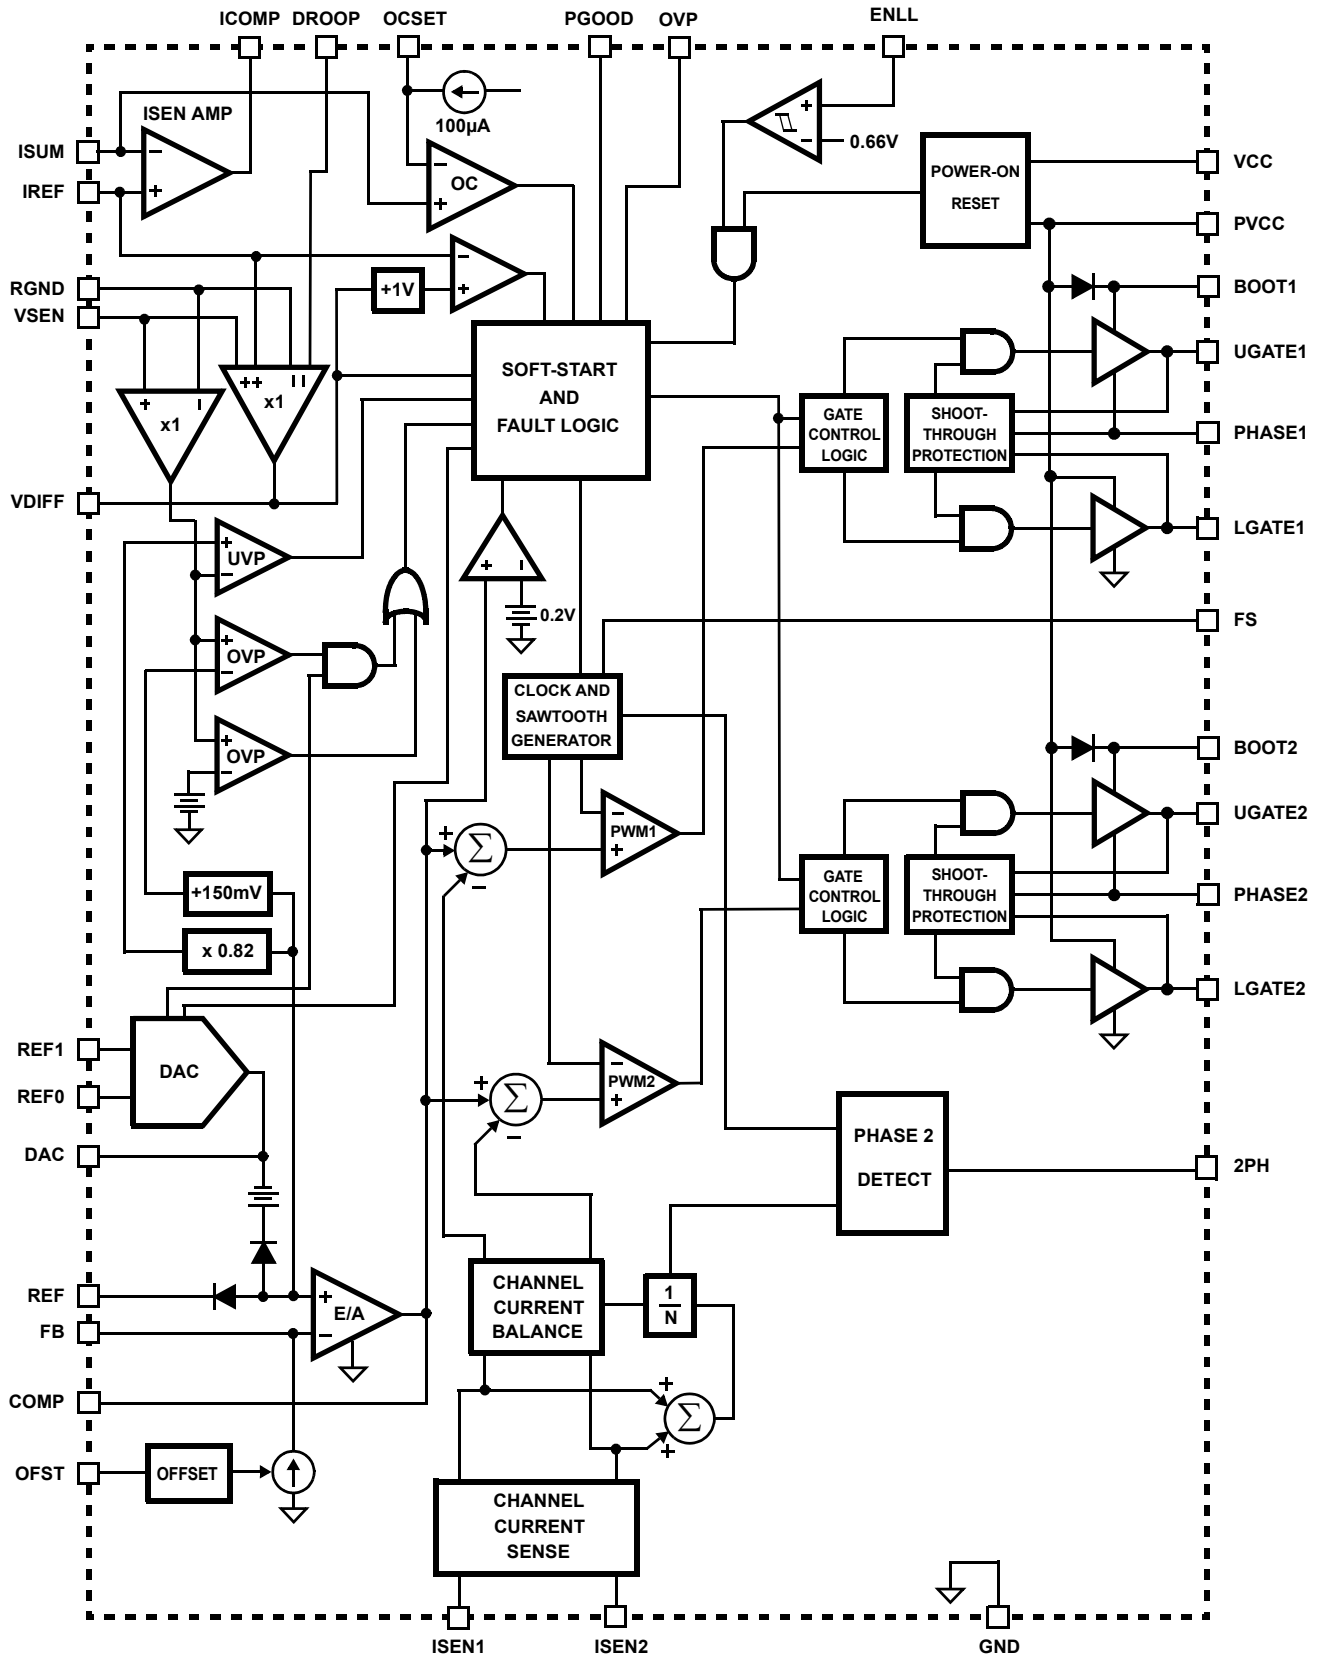 ICOMP DROOP OCSET PGOOD OVP ENLL
ISEN AMP
100µA
ISUM
IREF
− + − OC +
+ − 0.66V
POWER-ON
RESET
VCC
PVCC
RGND
VSEN
+1V
− +
BOOT1
UGATE1
PHASE1
LGATE1
+ − x1
++ − − x1
SOFT-START
AND
FAULT LOGIC
GATE
CONTROL
LOGIC
SHOOT-
THROUGH
PROTECTION
VDIFF
+ UVP −
+ −
0.2V
+ OVP −
+ OVP −
FS
CLOCK AND
SAWTOOTH
GENERATOR
BOOT2
UGATE2
PHASE2
LGATE2
− PWM1 +
+ Σ −
GATE
CONTROL
LOGIC
SHOOT-
THROUGH
PROTECTION
+150mV
x 0.82
REF1
REF0
DAC
DAC
− PWM2 +
+ Σ −
PHASE 2
DETECT
2PH
REF
FB
+ E/A −
CHANNEL
CURRENT
BALANCE
1
N
COMP
+ Σ +
OFST
OFFSET
CHANNEL
CURRENT
SENSE
ISEN1 ISEN2 GND